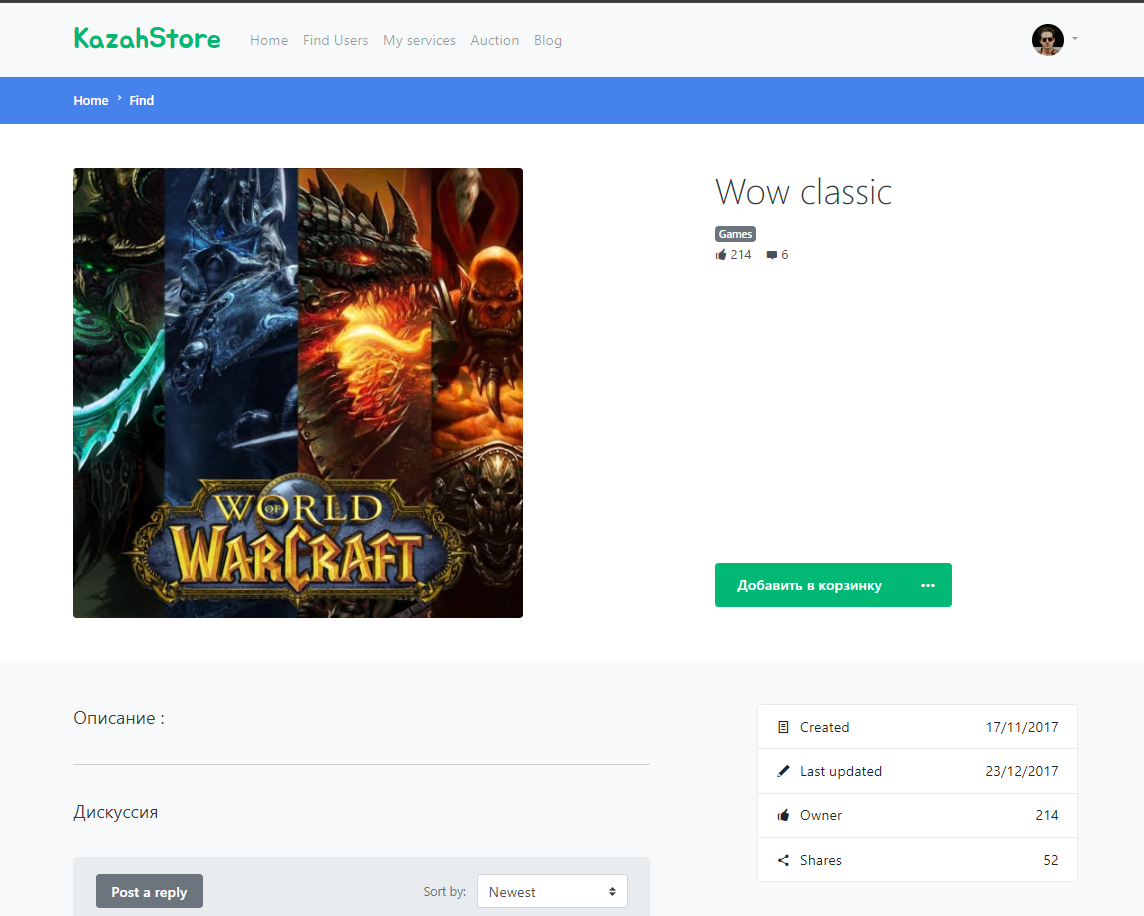 KazahStore Home Find Users My services Auction Blog
Home › Find
Wow classic
Games
214 6
WORLD
OF
WARCRAFT
™
Добавить в корзинку ...
Описание :
Дискуссия
Post a reply Sort by: Newest
Created 17/11/2017
Last updated 23/12/2017
Owner 214
Shares 52